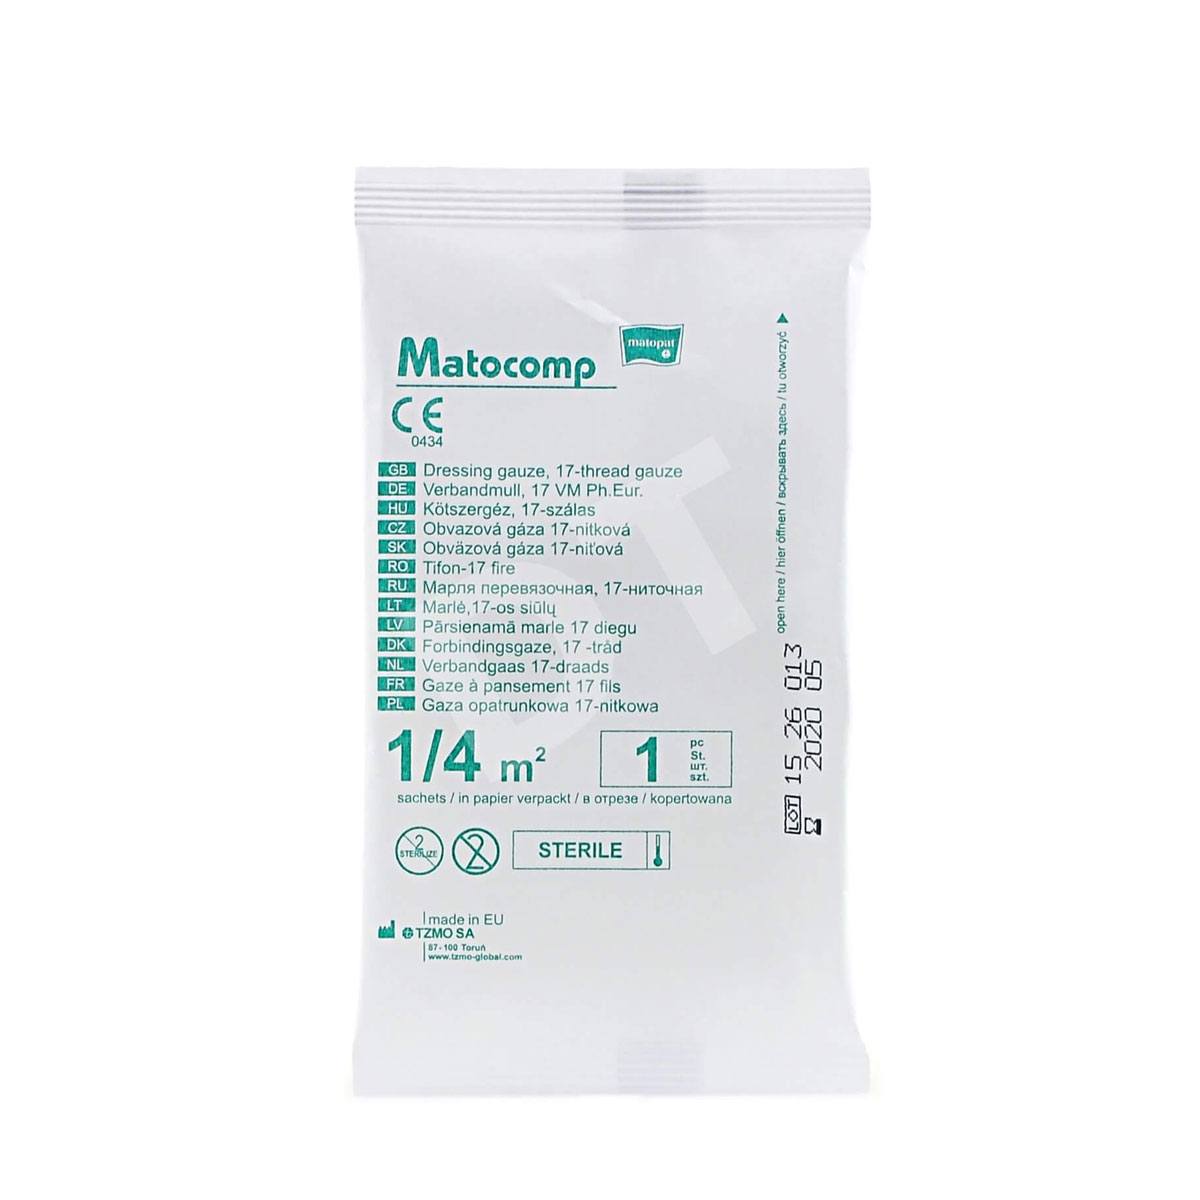 matopat
Matocomp
CE
0434
GB Dressing gauze, 17-thread gauze
DE Verbandmull, 17 VM Ph.Eur.
HU Kötszergéz, 17-szálas
CZ Obvazová gáza 17-nitková
SK Obväzová gáza 17-niťová
RO Tifon-17 fire
RU Марля перевязочная, 17-ниточная
LT Marlė,17-os siūlų
LV Pārsienamā marle 17 diegu
DK Forbindingsgaze, 17 -tråd
NL Verbandgaas 17-draads
FR Gaze à pansement 17 fils
PL Gaza opatrunkowa 17-nitkowa
1/4 m²
1
pc
St.
шт.
szt.
sachets / in papier verpackt / в отрезе / kopertowana
2
STERILIZE
2
STERILE
made in EU
TZMO SA
87-100 Toruń
www.tzmo-global.com
open here / hier öffnen / вскрывать здесь / tu otworzyć
LOT 15 26 013
2020 05
DT